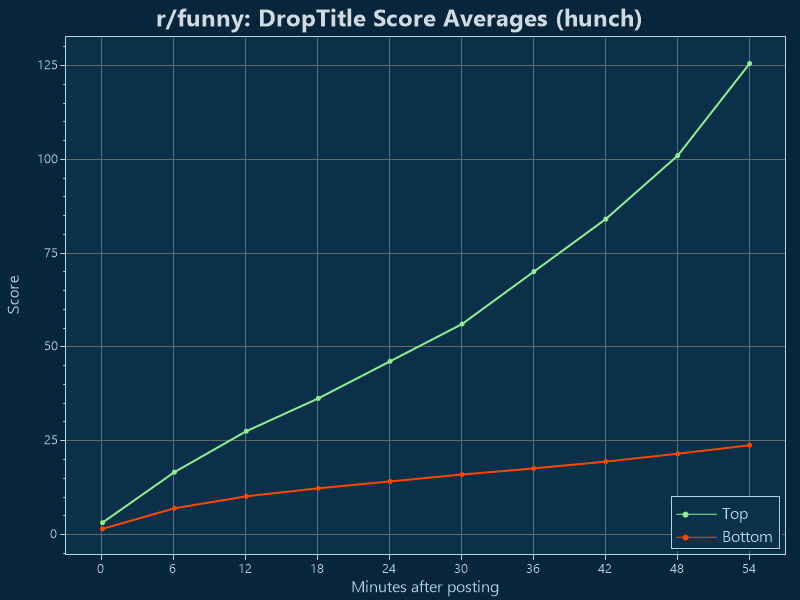 r/funny: DropTitle Score Averages (hunch)
125
100
75
50
25
0
Score
0 6 12 18 24 30 36 42 48 54
Minutes after posting
Top
Bottom